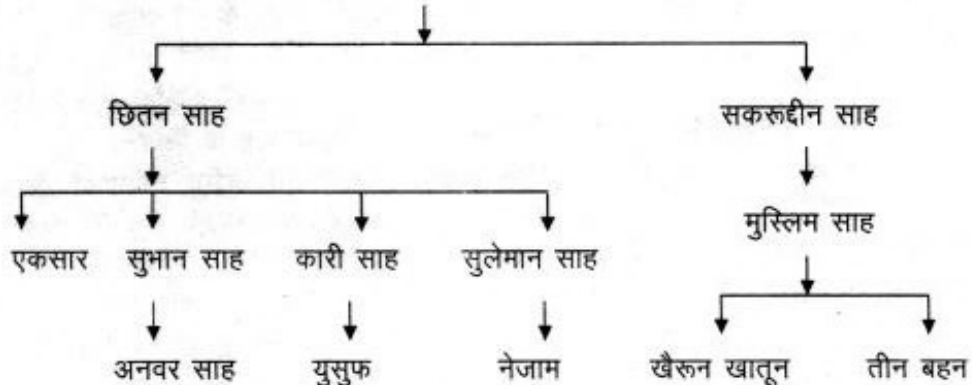 छितन साह सकरूद्दीन साह
मुस्लिम साह
एकसार सुभान साह कारी साह सुलेमान साह
अनवर साह युसुफ नेजाम खैरून खातून तीन बहन